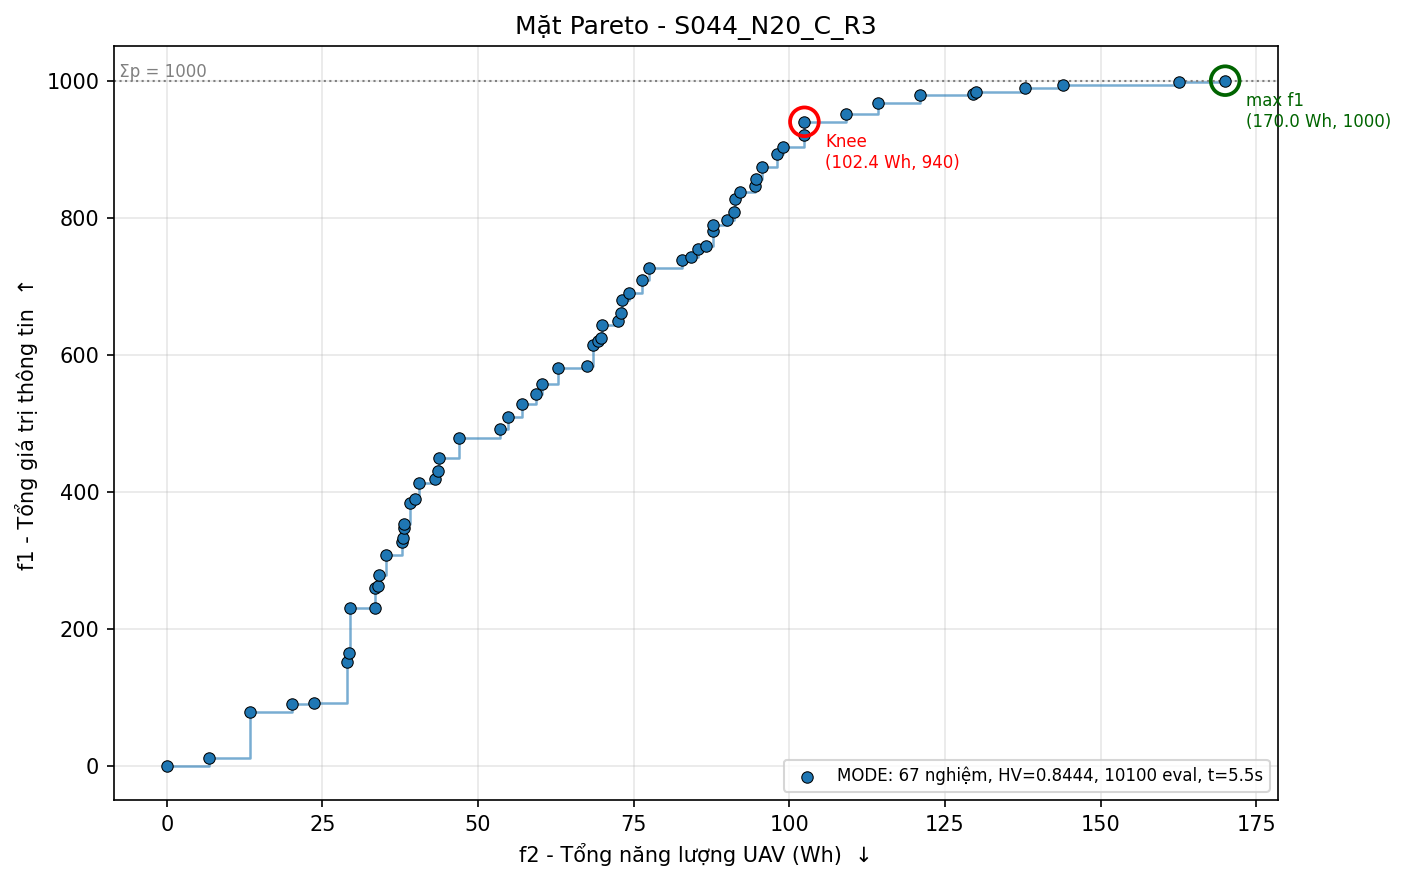 Mặt Pareto - S044_N20_C_R3
Σp = 1000
max f1
(170.0 Wh, 1000)
Knee
(102.4 Wh, 940)
f1 - Tổng giá trị thông tin ↑
1000
800
600
400
200
0
MODE: 67 nghiệm, HV=0.8444, 10100 eval, t=5.5s
0 25 50 75 100 125 150 175
f2 - Tổng năng lượng UAV (Wh) ↓